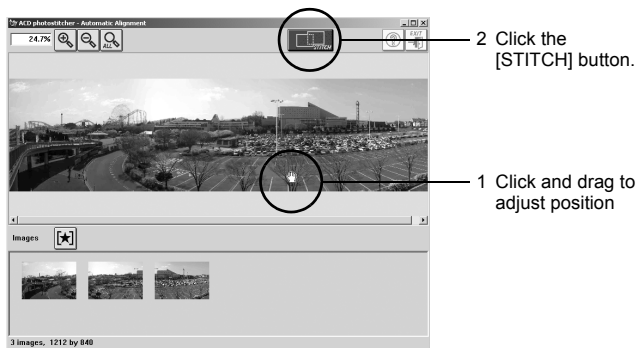 ACD photostitcher - Automatic Alignment
24.7%
ALL
STITCH
EXIT
2 Click the
[STITCH] button.
1 Click and drag to
adjust position
Images
3 images, 1212 by 840